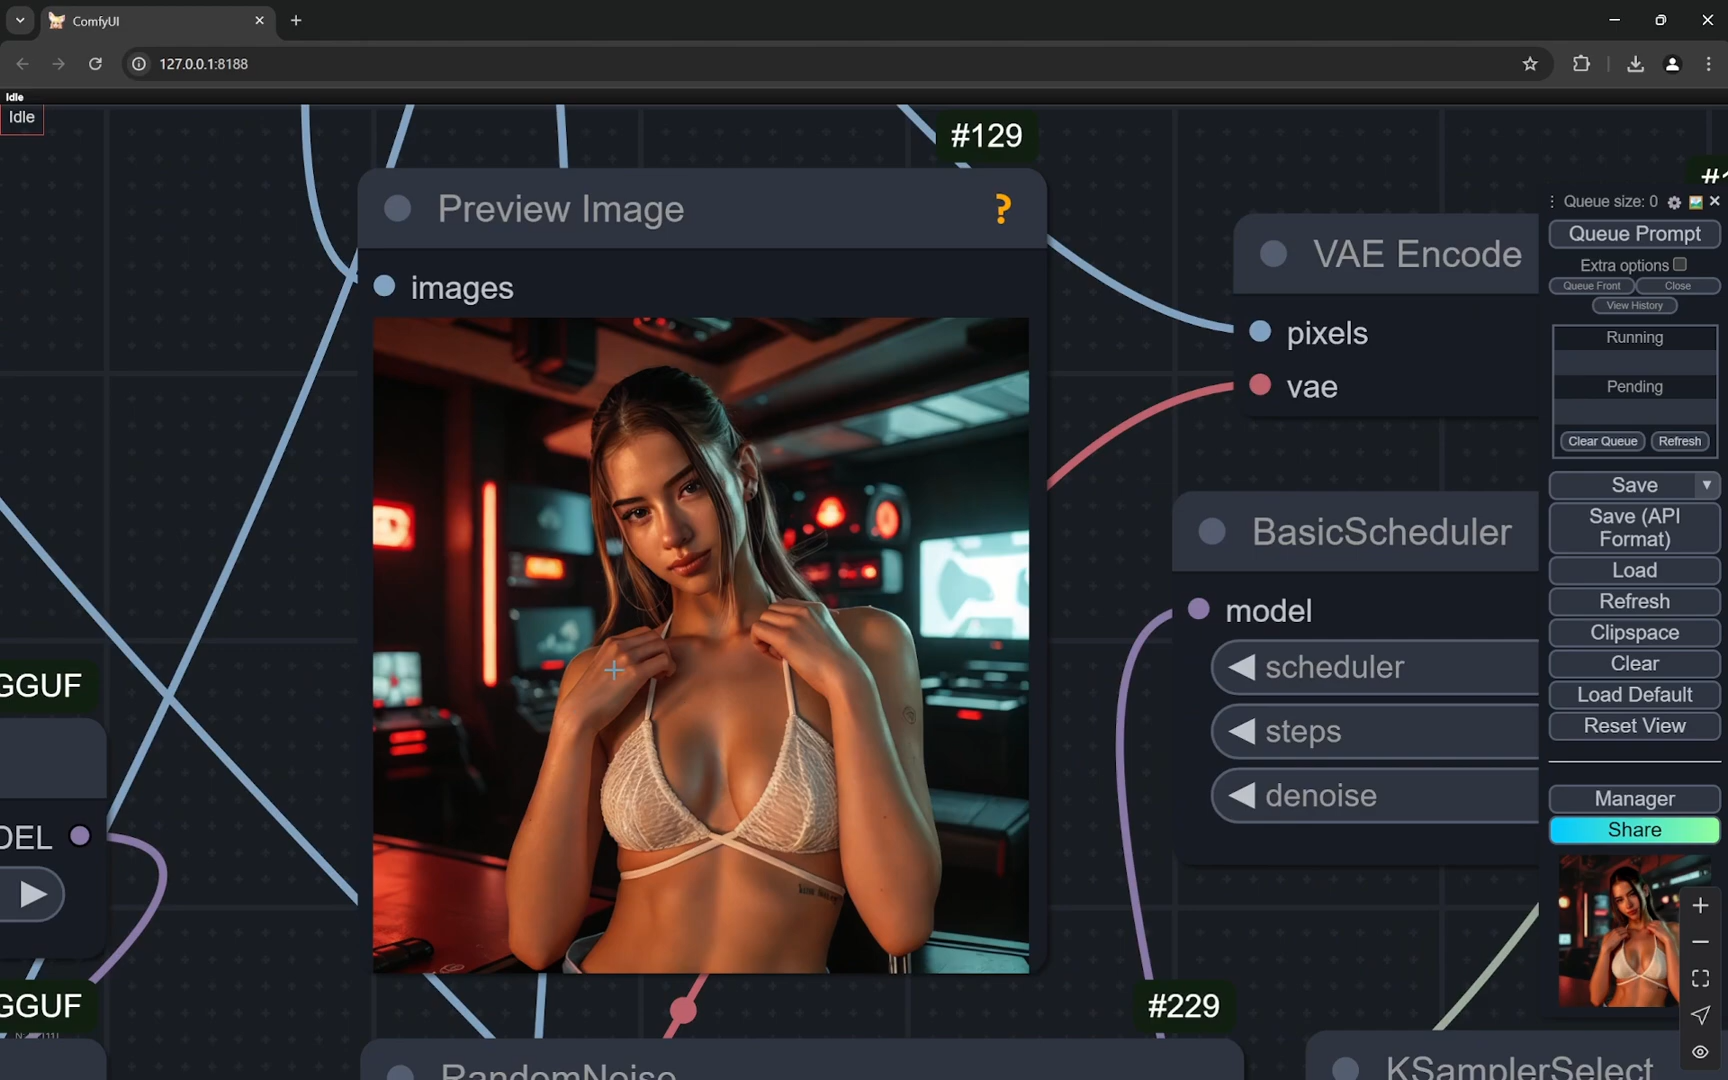 ComfyUI
127.0.0.1:8188
Idle
Idle
#129
Preview Image
?
images
VAE Encode
pixels
vae
BasicScheduler
model
scheduler
steps
denoise
GGUF
DEL
GGUF
#229
RandomNoise
KSamplerSelect
Queue size: 0
Queue Prompt
Extra options
Queue Front
Close
View History
Running
Pending
Clear Queue
Refresh
Save
Save (API
Format)
Load
Refresh
Clipspace
Clear
Load Default
Reset View
Manager
Share